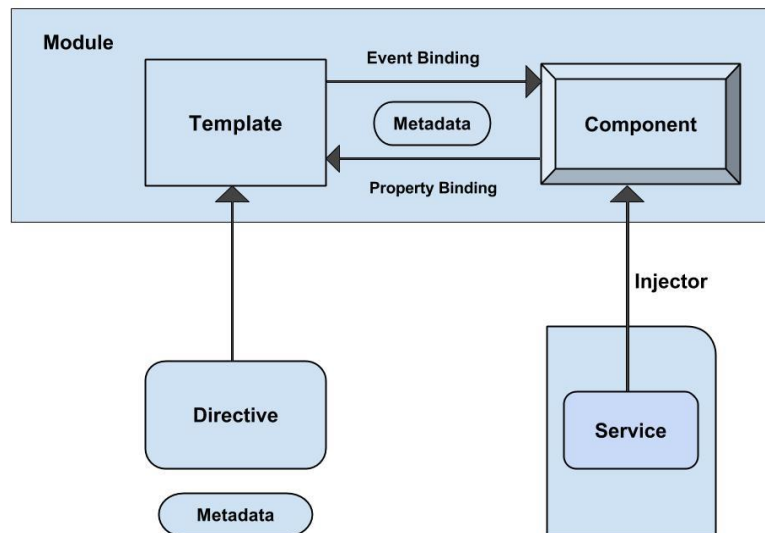 Module
Event Binding
Template
Metadata
Component
Property Binding
Injector
Directive
Service
Metadata